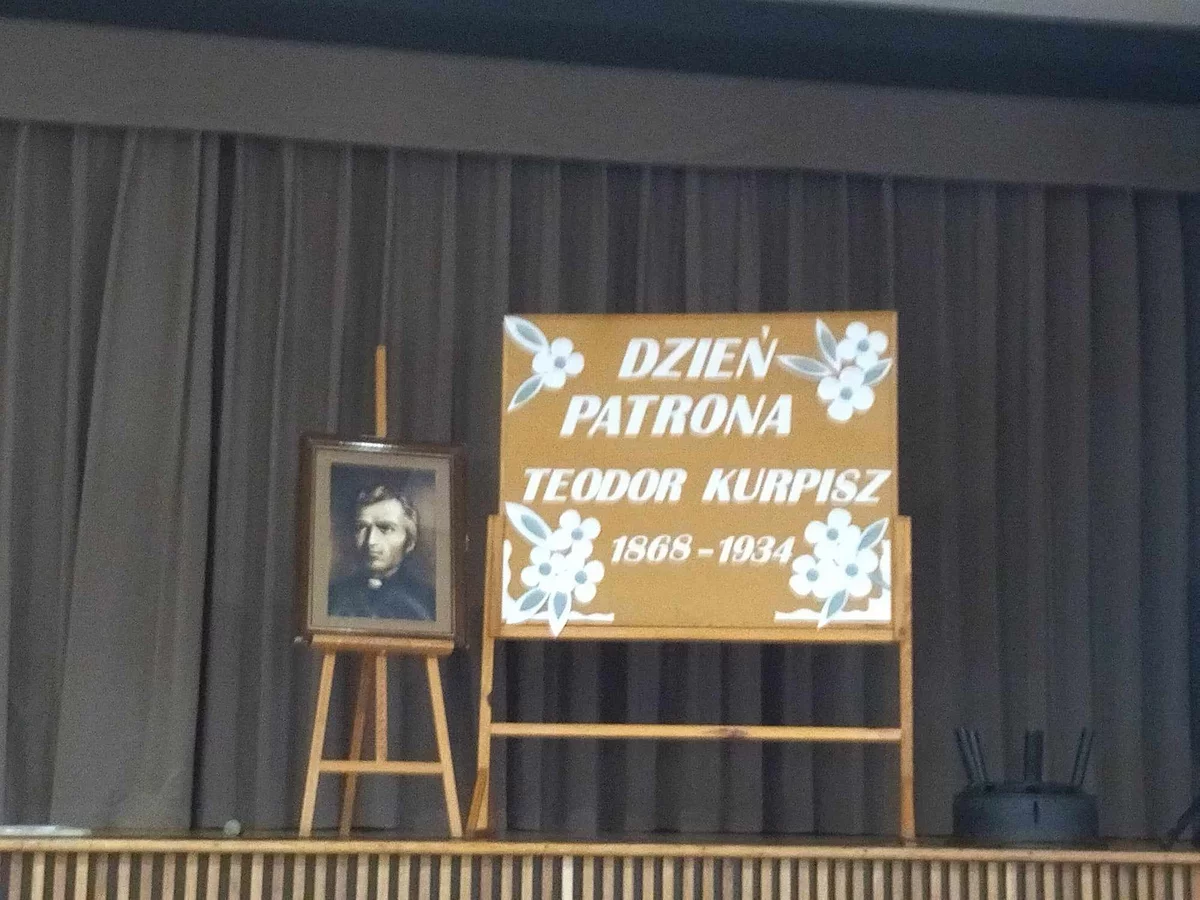 DZIEŃ
PATRONA
TEODOR KURPISZ
1868-1934